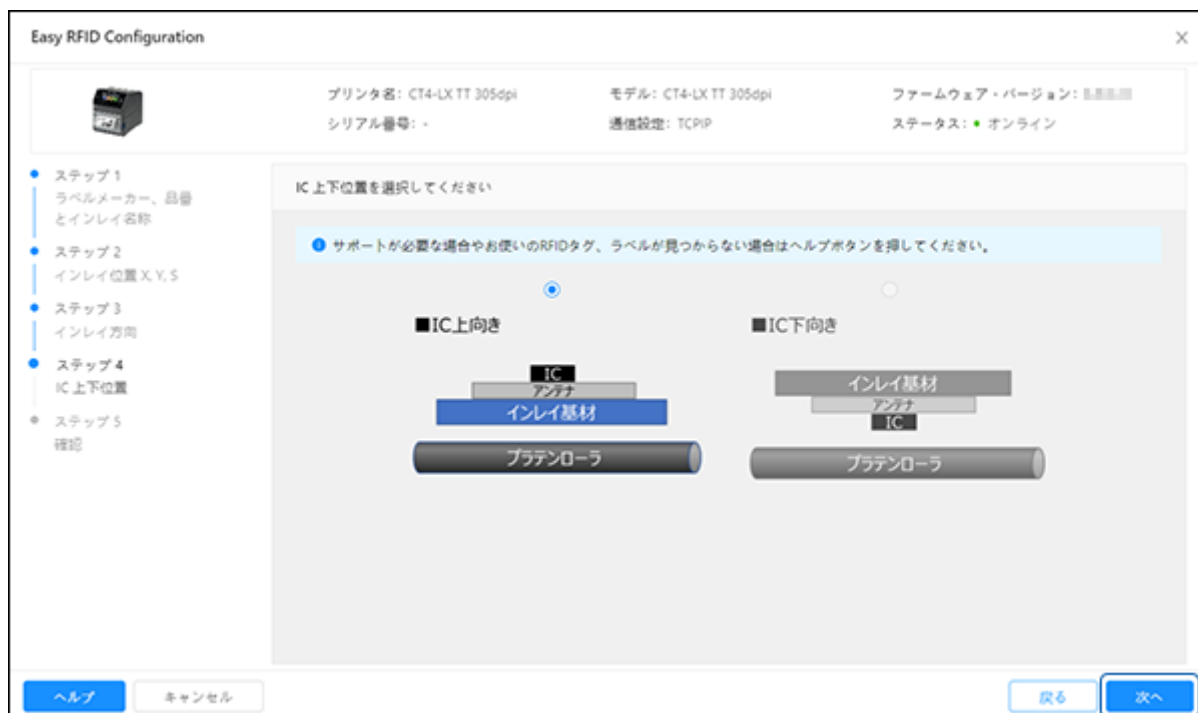 Easy RFID Configuration
プリンタ名: CT4-LX TT 305dpi
モデル: CT4-LX TT 305dpi
ファームウェア・バージョン:
シリアル番号: -
通信設定: TCPIP
ステータス: オンライン
ステップ 1
ラベルメーカー、品番
とインレイ名称
ステップ 2
インレイ位置 X, Y, S
ステップ 3
インレイ方向
ステップ 4
IC 上下位置
ステップ 5
確認
IC 上下位置を選択してください
サポートが必要な場合やお使いのRFIDタグ、ラベルが見つからない場合はヘルプボタンを押してください。
■IC上向き
IC
アンテナ
インレイ基材
プラテンローラ
■IC下向き
インレイ基材
アンテナ
IC
プラテンローラ
ヘルプ
キャンセル
戻る
次へ